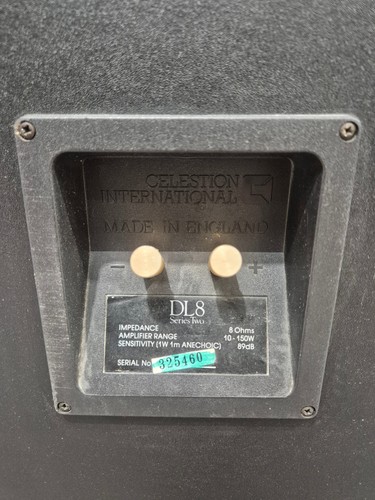 CELESTION
INTERNATIONAL
MADE IN ENGLAND
− +
DL8
Series Two
IMPEDANCE 8 Ohms
AMPLIFIER RANGE 10-150W
SENSITIVITY (1W 1m ANECHOIC) 89dB
SERIAL No. 325460